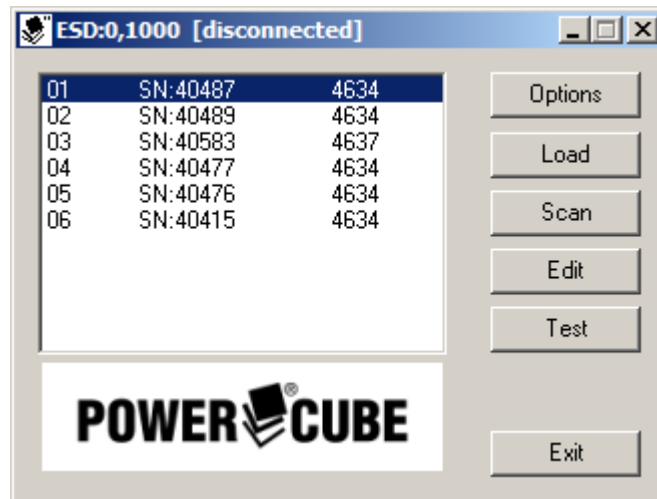 ESD:0,1000 [disconnected]
01 SN:40487 4634
02 SN:40489 4634
03 SN:40583 4637
04 SN:40477 4634
05 SN:40476 4634
06 SN:40415 4634
Options
Load
Scan
Edit
Test
POWER CUBE ®
Exit